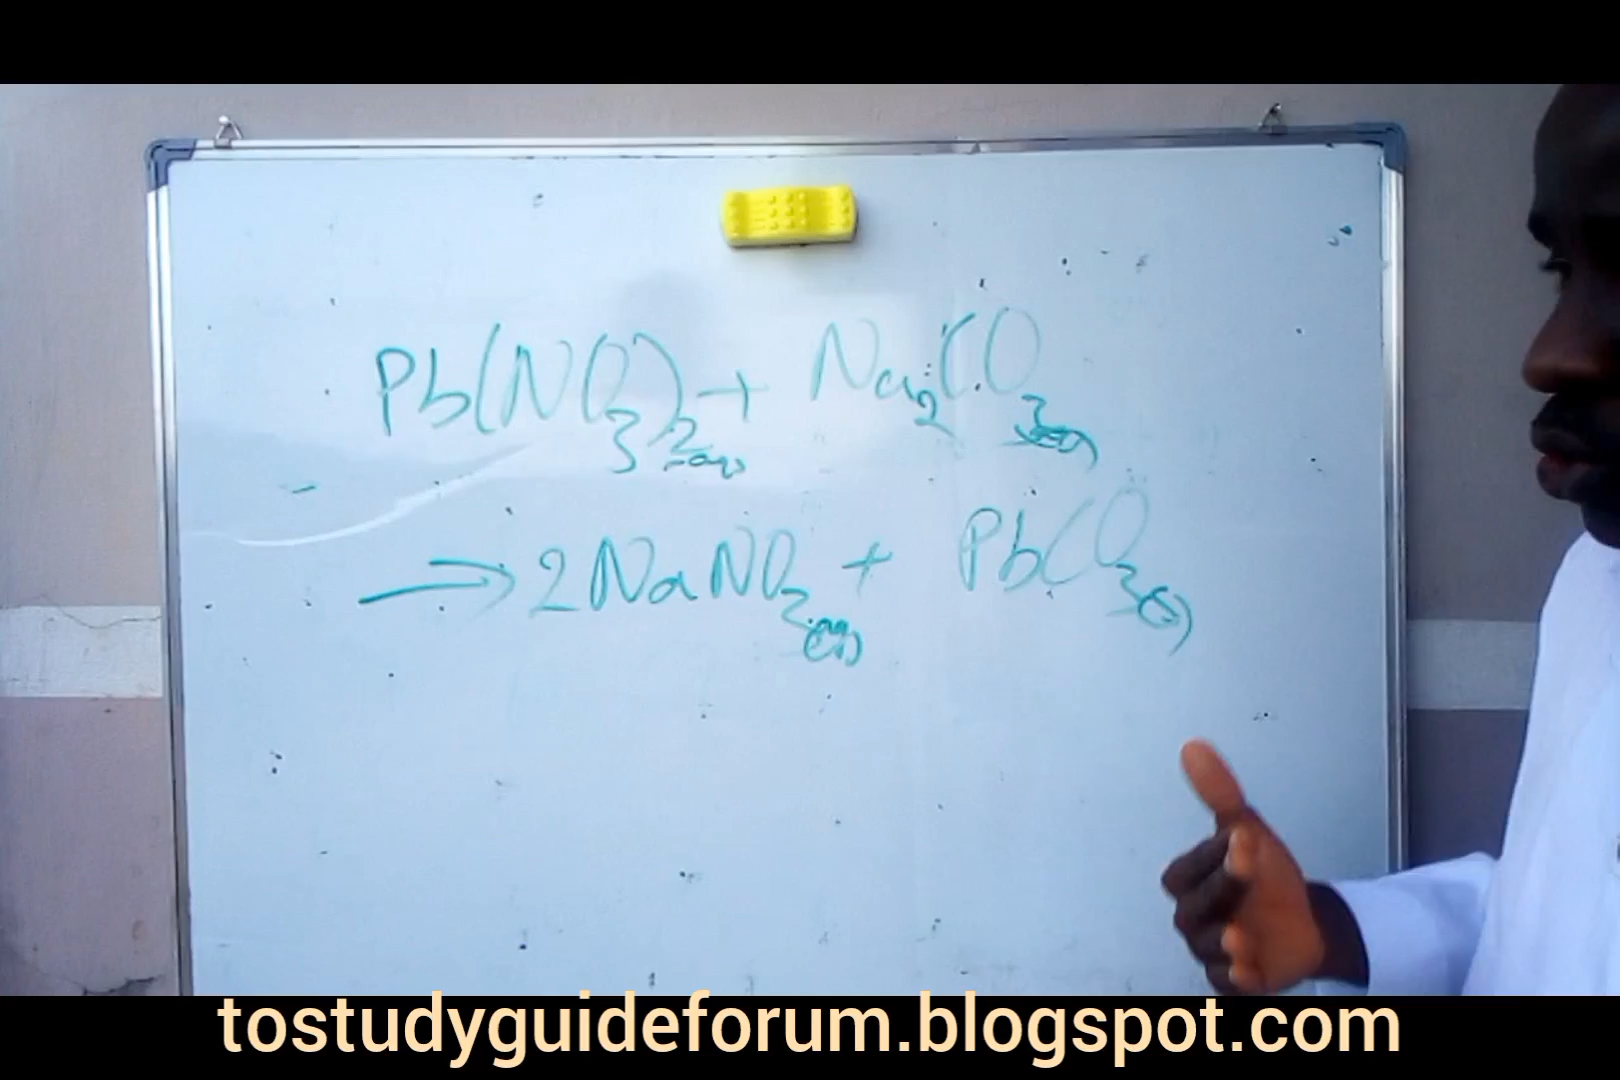 Pb(NO3)2(aq) + Na2CO3(aq)
→ 2NaNO3(aq) + PbCO3(s)
tostudyguideforum.blogspot.com